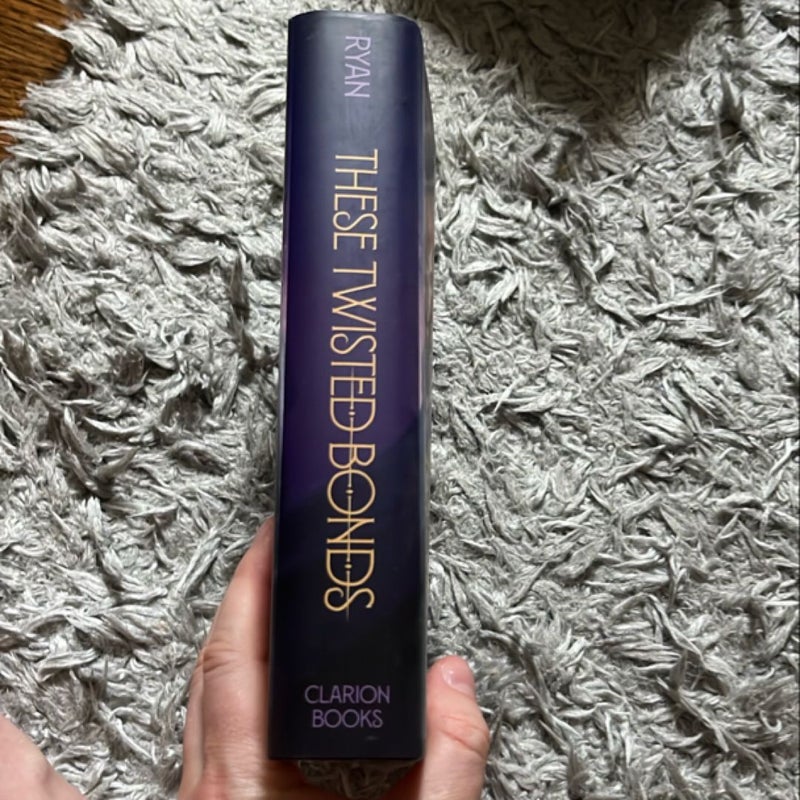 RYAN
THESE TWISTED BONDS
CLARION
BOOKS